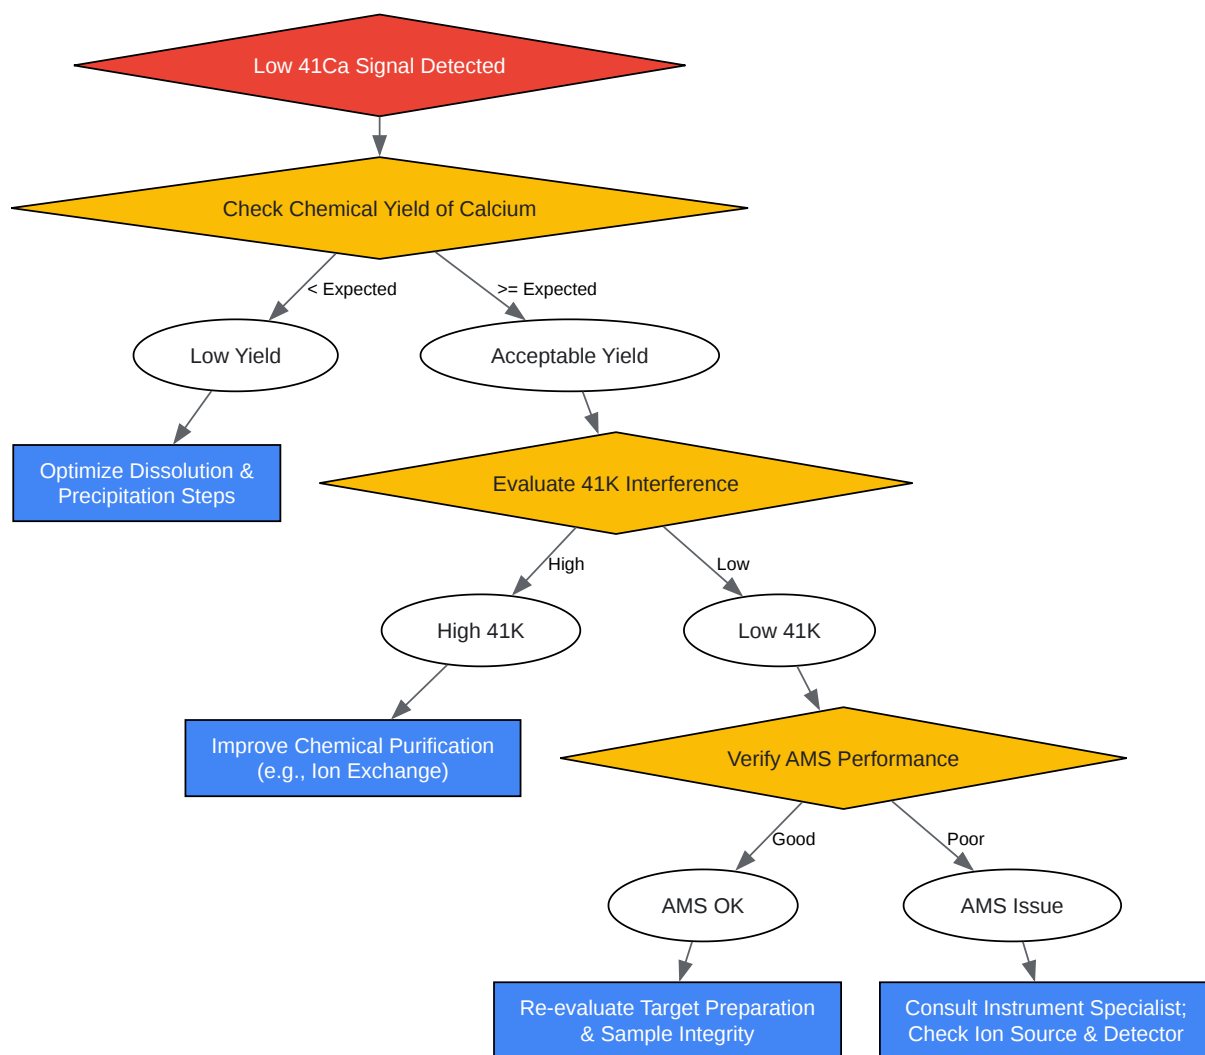 Low 41Ca Signal Detected
Check Chemical Yield of Calcium
< Expected
>= Expected
Low Yield
Acceptable Yield
Optimize Dissolution &
Precipitation Steps
Evaluate 41K Interference
High
Low
High 41K
Low 41K
Improve Chemical Purification
(e.g., Ion Exchange)
Verify AMS Performance
Good
Poor
AMS OK
AMS Issue
Re-evaluate Target Preparation
& Sample Integrity
Consult Instrument Specialist;
Check Ion Source & Detector